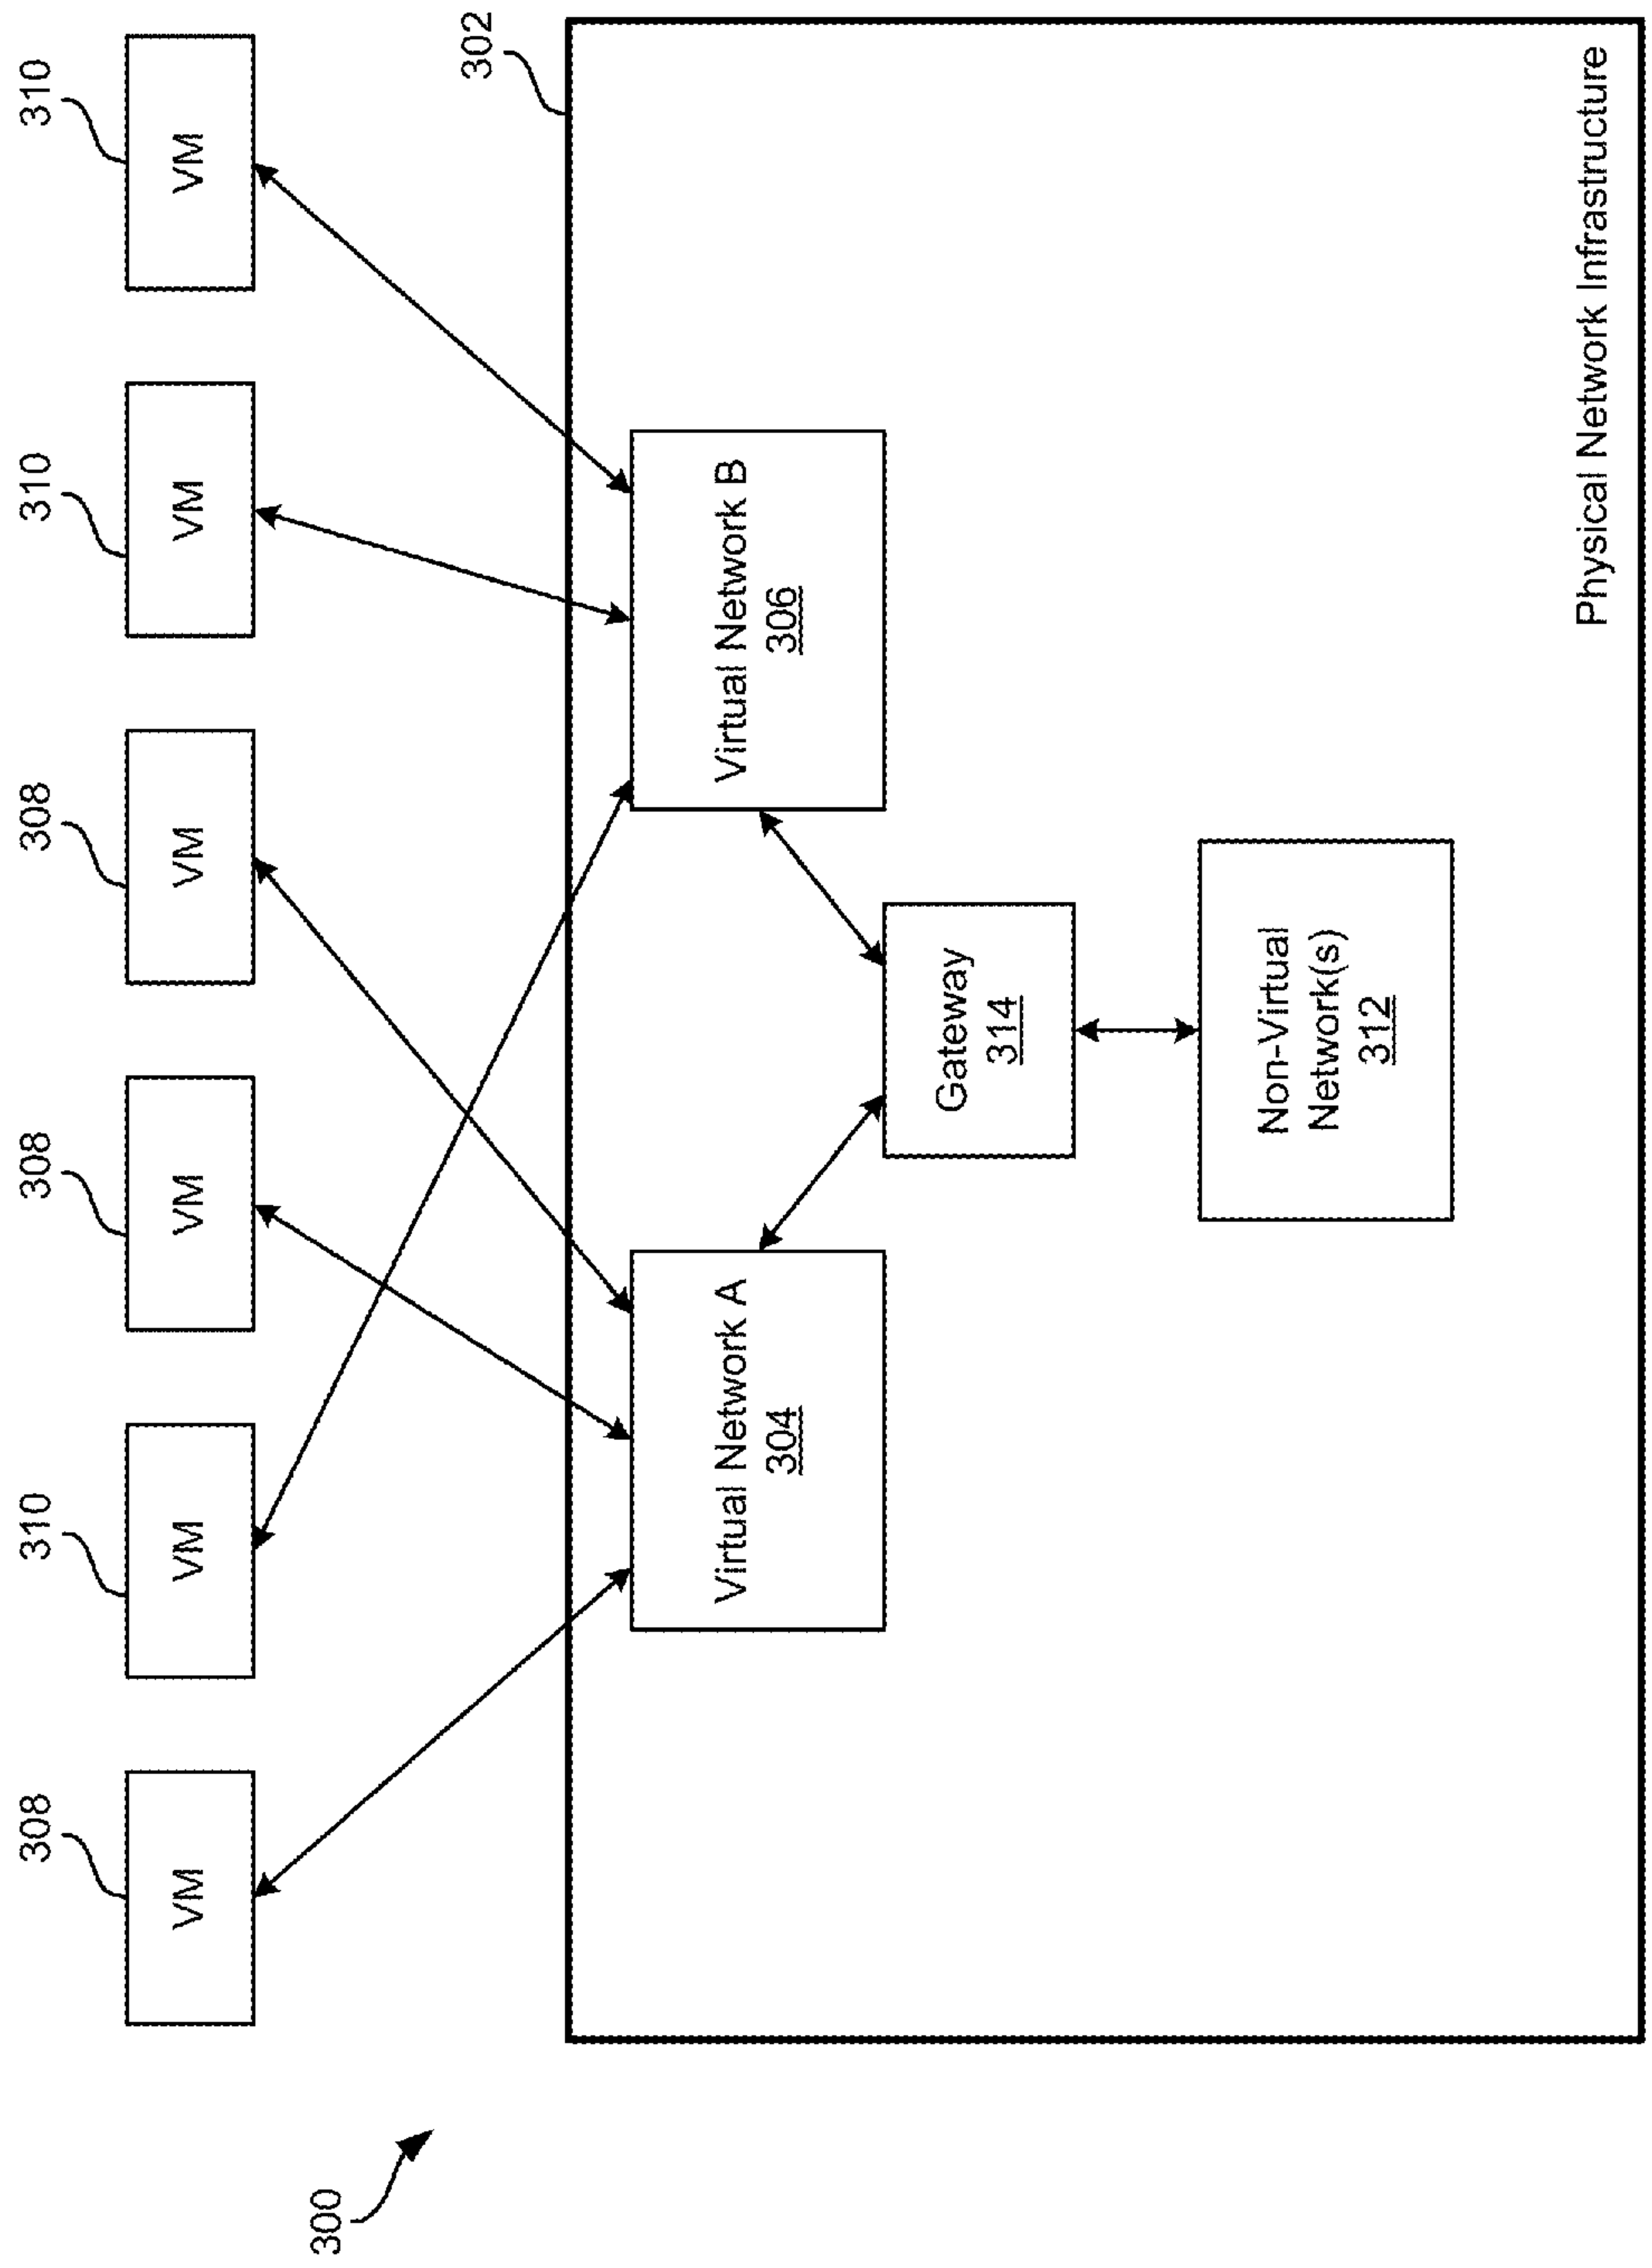 308
310
308
308
310
310
VM
VM
VM
VM
VM
VM
300
302
Virtual Network A
304
Virtual Network B
306
Gateway
314
Non-Virtual
Network(s)
312
Physical Network Infrastructure